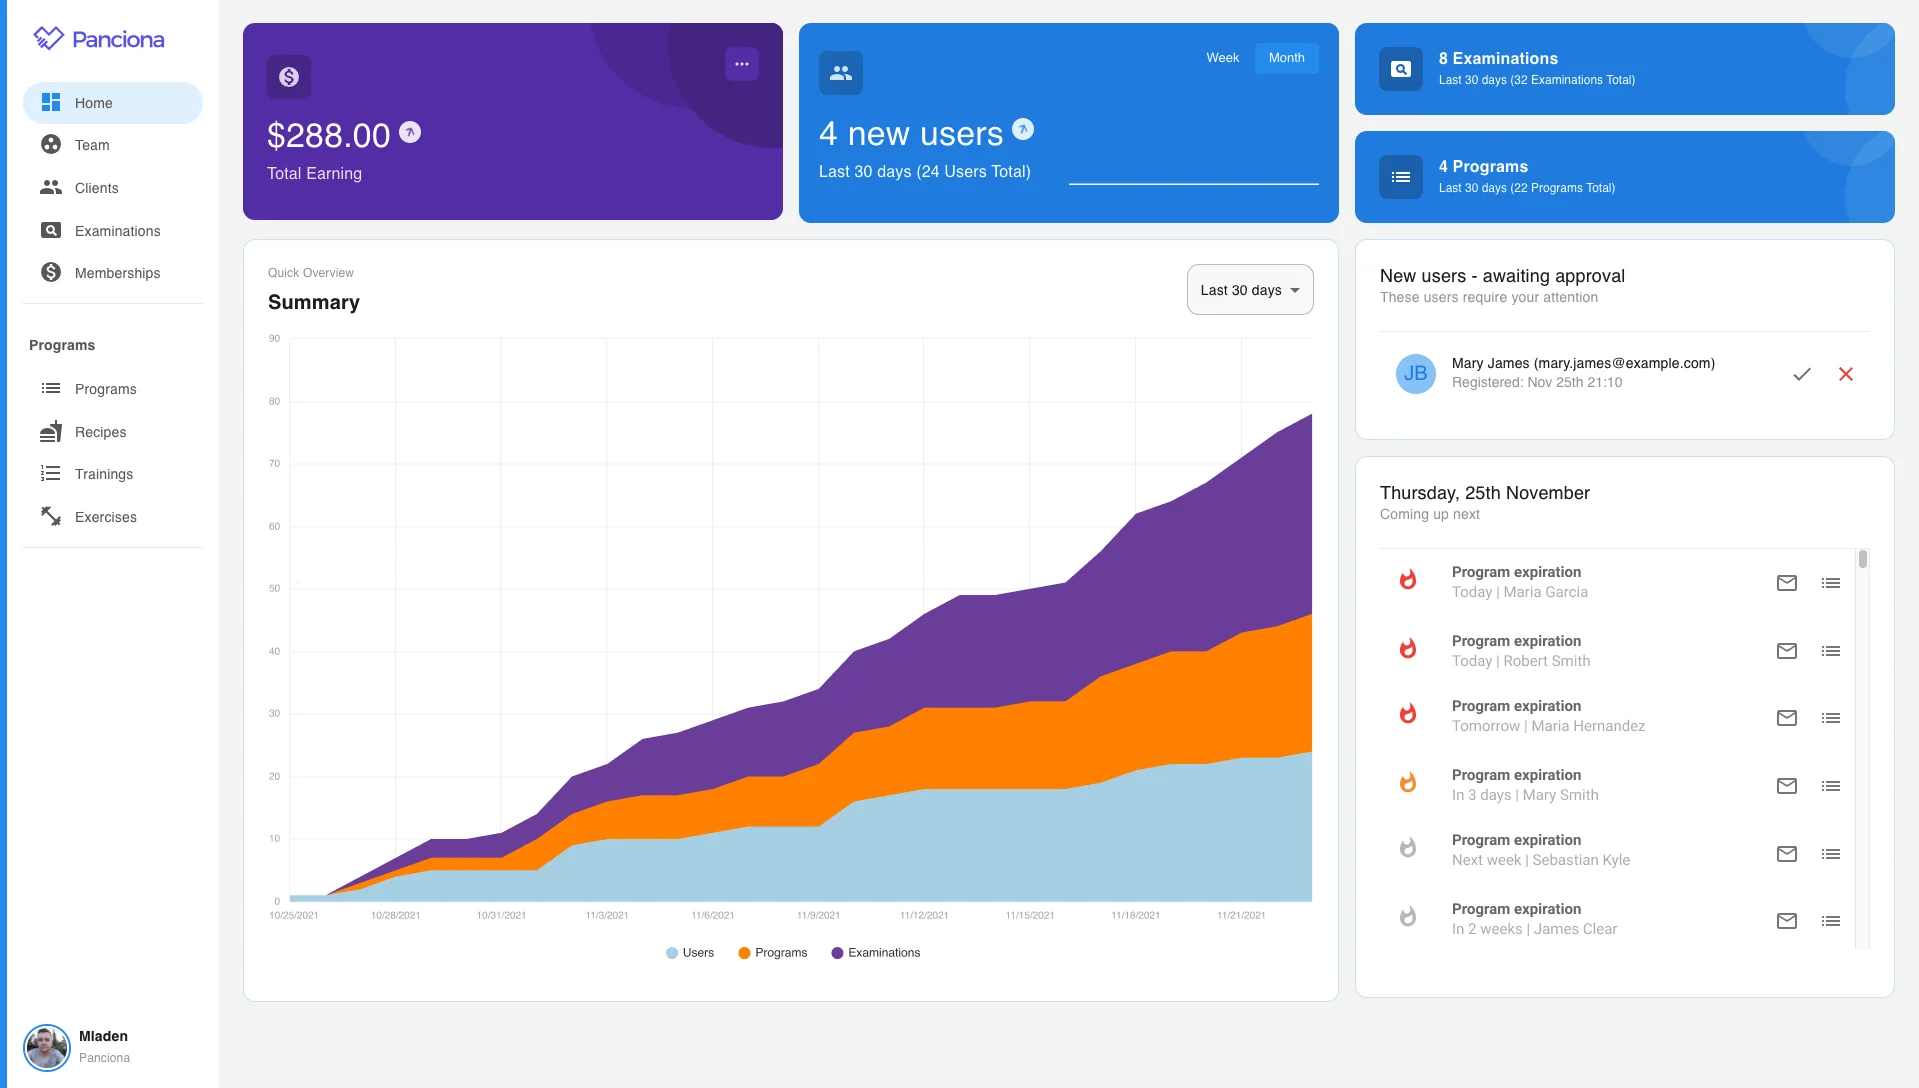 Panciona
Home
Team
Clients
Examinations
Memberships
Programs
Programs
Recipes
Trainings
Exercises
Mladen
Panciona
$288.00
Total Earning
Week
Month
4 new users
Last 30 days (24 Users Total)
8 Examinations
Last 30 days (32 Examinations Total)
4 Programs
Last 30 days (22 Programs Total)
Quick Overview
Summary
Last 30 days
90
80
70
60
50
40
30
20
10
0
10/25/2021
10/28/2021
10/31/2021
11/3/2021
11/6/2021
11/9/2021
11/12/2021
11/15/2021
11/18/2021
11/21/2021
Users
Programs
Examinations
New users - awaiting approval
These users require your attention
JB
Mary James (mary.james@example.com)
Registered: Nov 25th 21:10
Thursday, 25th November
Coming up next
Program expiration
Today | Maria Garcia
Program expiration
Today | Robert Smith
Program expiration
Tomorrow | Maria Hernandez
Program expiration
In 3 days | Mary Smith
Program expiration
Next week | Sebastian Kyle
Program expiration
In 2 weeks | James Clear